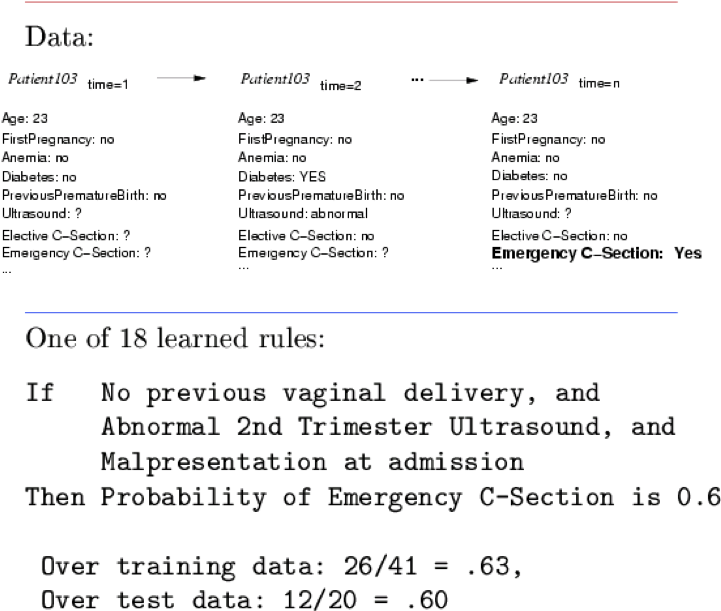 Data:
Patient103 time=1 Patient103 time=2 ... Patient103 time=n
Age: 23 Age: 23 Age: 23
FirstPregnancy: no FirstPregnancy: no FirstPregnancy: no
Anemia: no Anemia: no Anemia: no
Diabetes: no Diabetes: YES Diabetes: no
PreviousPrematureBirth: no PreviousPrematureBirth: no PreviousPrematureBirth: no
Ultrasound: ? Ultrasound: abnormal Ultrasound: ?
Elective C–Section: ? Elective C–Section: no Elective C–Section: no
Emergency C–Section: ? Emergency C–Section: ? Emergency C–Section: Yes
... ... ...
One of 18 learned rules:
If No previous vaginal delivery, and
Abnormal 2nd Trimester Ultrasound, and
Malpresentation at admission
Then Probability of Emergency C-Section is 0.6
Over training data: 26/41 = .63,
Over test data: 12/20 = .60